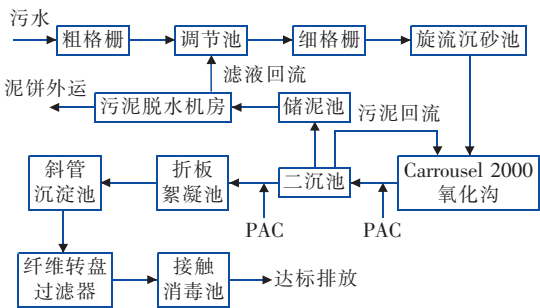 污水
粗格栅
调节池
细格栅
旋流沉砂池
滤液回流
泥饼外运
污泥脱水机房
储泥池
污泥回流
斜管
沉淀池
折板
絮凝池
二沉池
Carrousel 2000
氧化沟
PAC
PAC
纤维转盘
过滤器
接触
消毒池
达标排放